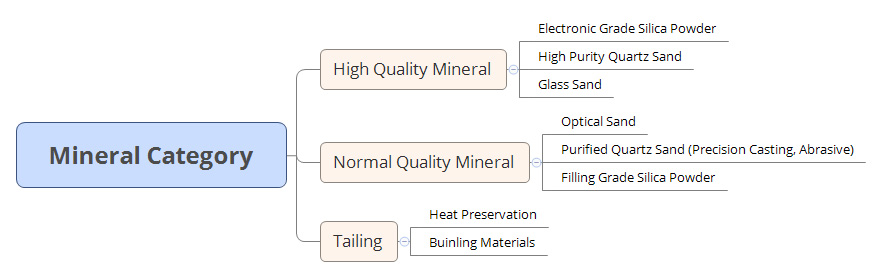 Mineral Category
High Quality Mineral
Electronic Grade Silica Powder
High Purity Quartz Sand
Glass Sand
Normal Quality Mineral
Optical Sand
Purified Quartz Sand (Precision Casting, Abrasive)
Filling Grade Silica Powder
Tailing
Heat Preservation
Buinling Materials